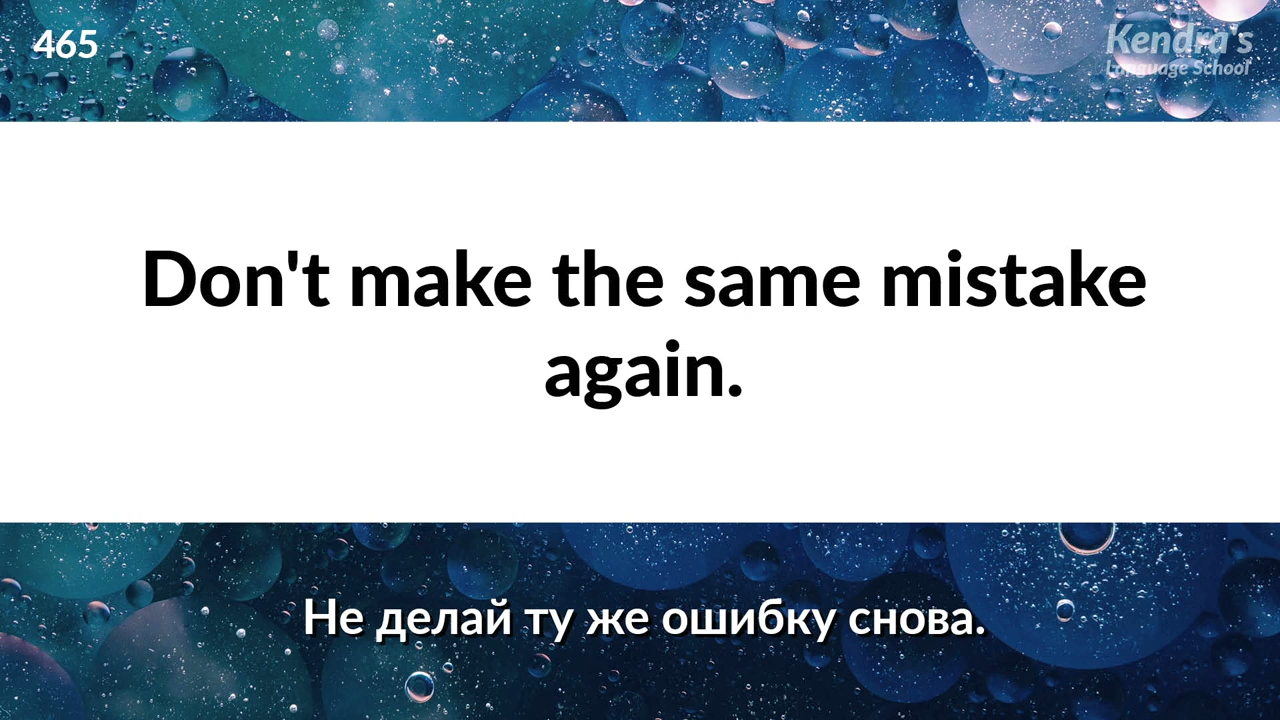 465
Kendra's
Language School
Don't make the same mistake
again.
Не делай ту же ошибку снова.